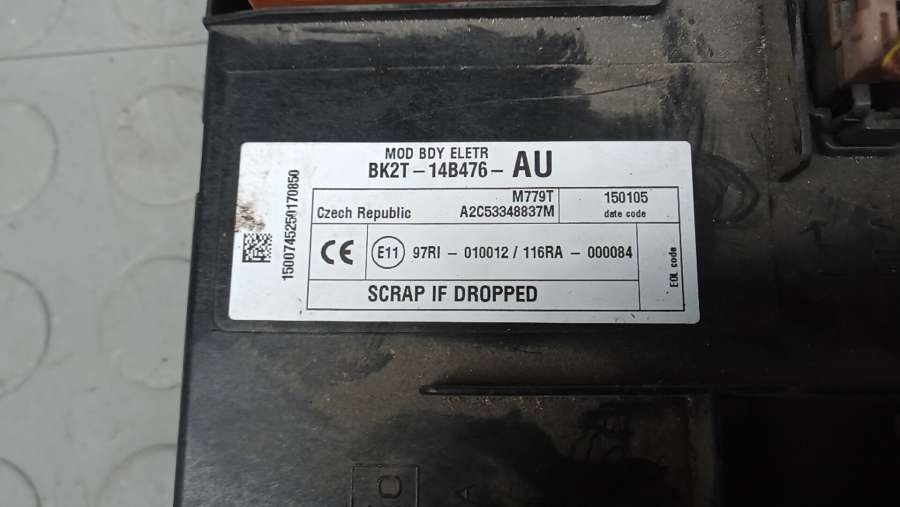 MOD BDY ELETR
BK2T-14B476-AU
M779T
Czech Republic A2C53348837M
150105
date code
CE E11 97RI - 010012 / 116RA - 000084
EOL code
SCRAP IF DROPPED
1500745250170850